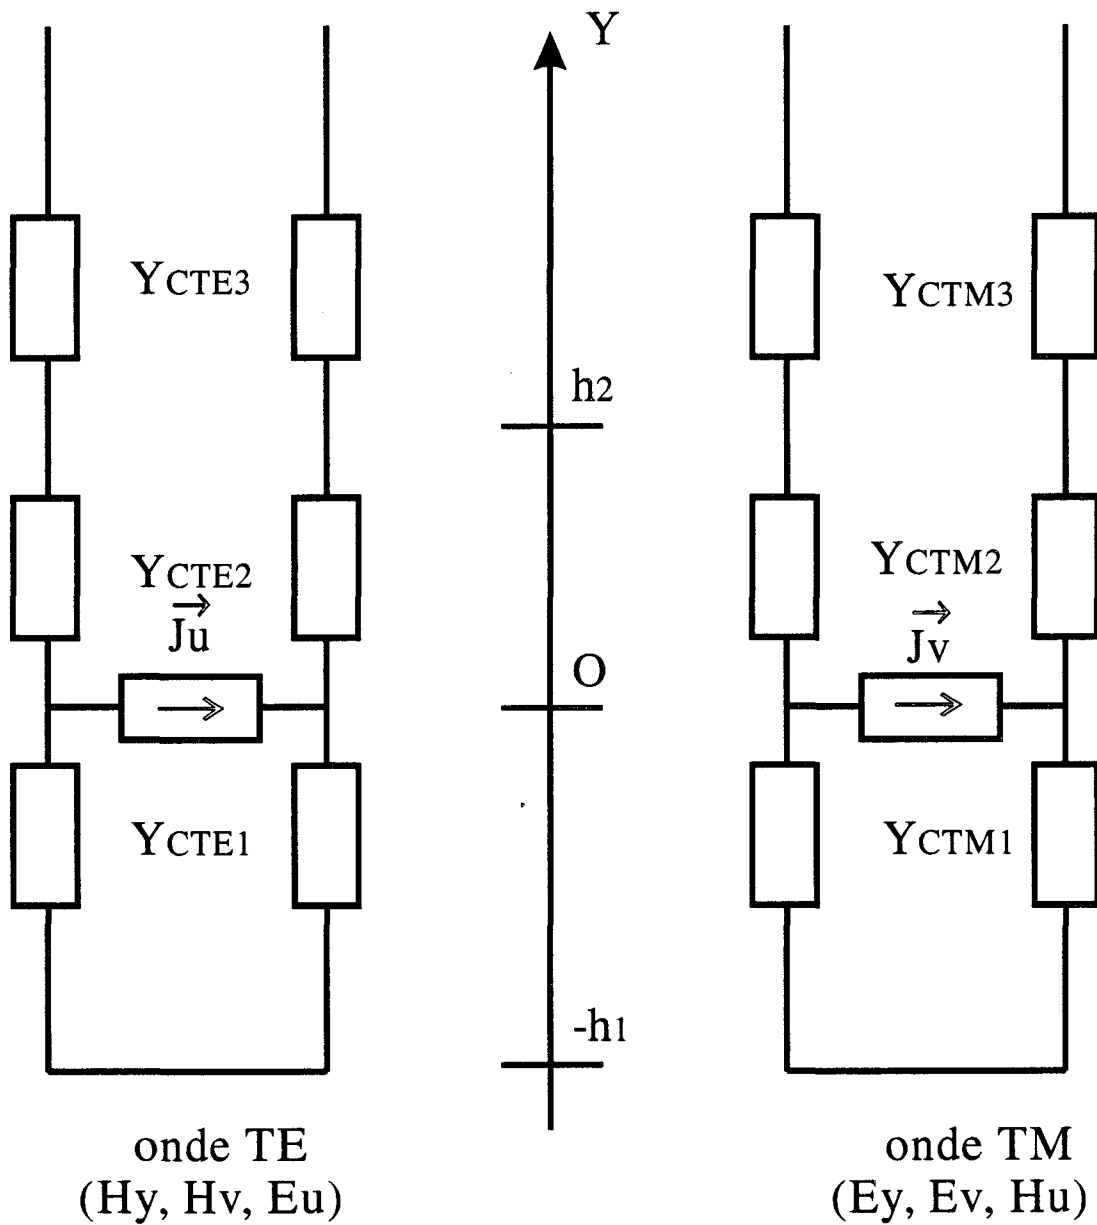 Y
YCTE3
YCTM3
h2
YCTE2
YCTM2
Ju
Jv
O
YCTE1
YCTM1
-h1
onde TE
(Hy, Hv, Eu)
onde TM
(Ey, Ev, Hu)